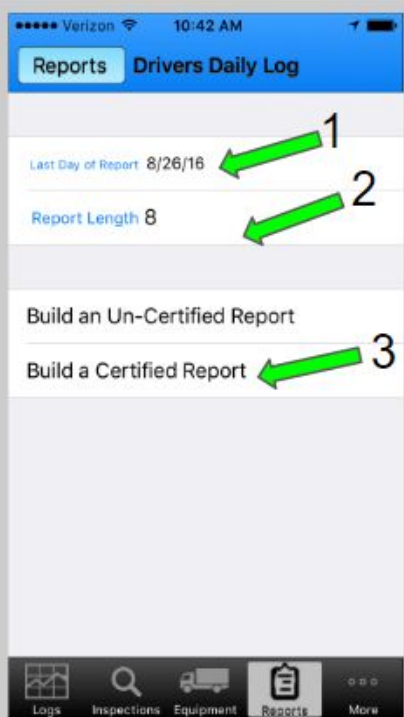 Verizon 10:42 AM
Reports Drivers Daily Log
1
Last Day of Report 8/26/16
2
Report Length 8
Build an Un-Certified Report
3
Build a Certified Report
Logs Inspections Equipment Reports More